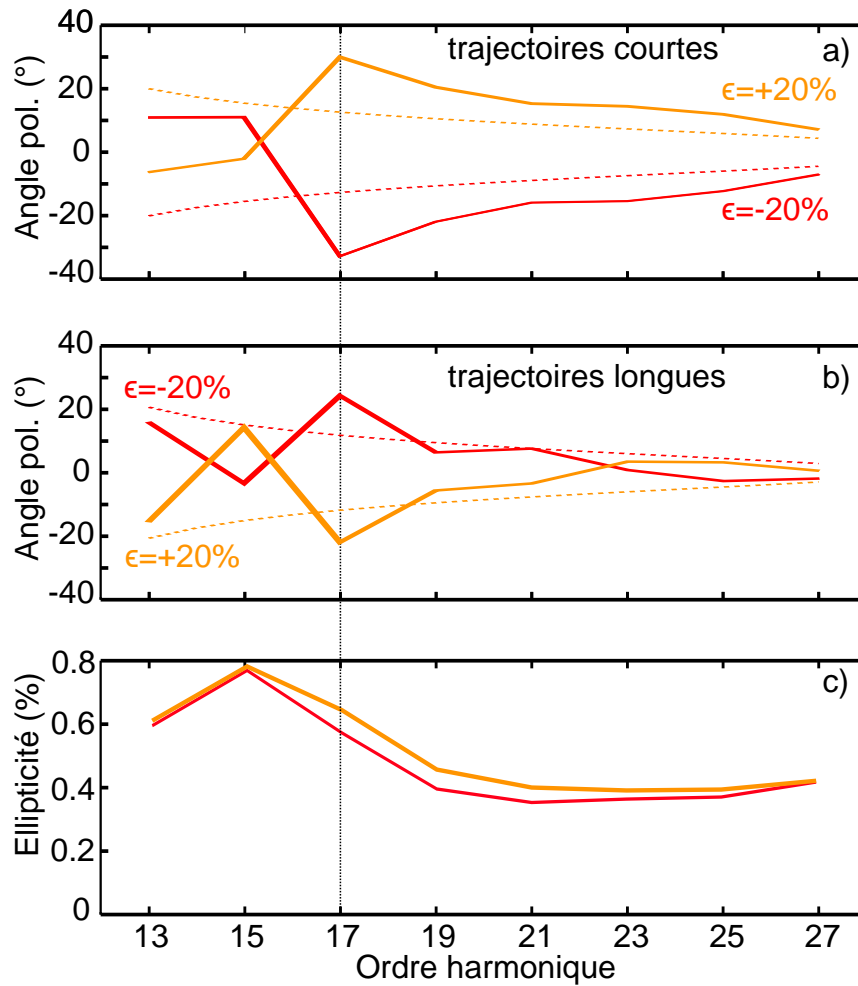 40
20
0
-20
-40
Angle pol. (°)
trajectoires courtes
a)
ϵ=+20%
ϵ=-20%
40
20
0
-20
-40
Angle pol. (°)
ϵ=-20%
trajectoires longues
b)
ϵ=+20%
0.8
0.6
0.4
0.2
0
Ellipticité (%)
c)
13 15 17 19 21 23 25 27
Ordre harmonique